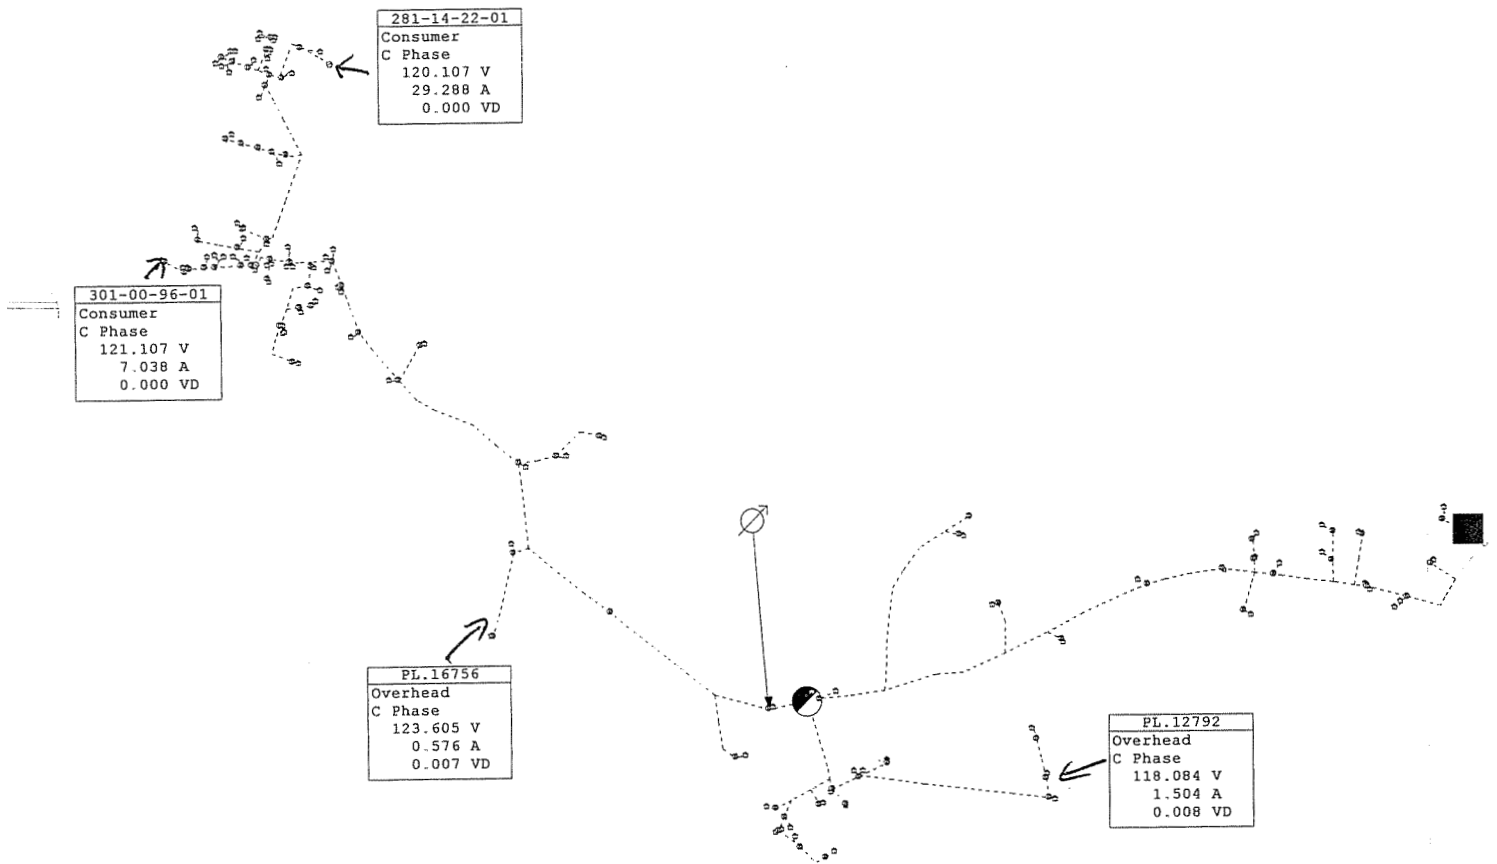 281-14-22-01
Consumer
C Phase
120.107 V
29.288 A
0.000 VD
301-00-96-01
Consumer
C Phase
121.107 V
7.038 A
0.000 VD
PL.16756
Overhead
C Phase
123.605 V
0.576 A
0.007 VD
PL.12792
Overhead
C Phase
118.084 V
1.504 A
0.008 VD